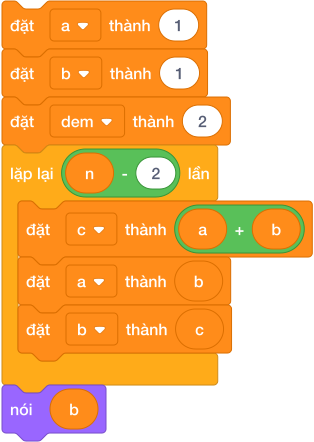 đặt a thành 1
đặt b thành 1
đặt dem thành 2
lặp lại n - 2 lần
đặt c thành a + b
đặt a thành b
đặt b thành c
nói b